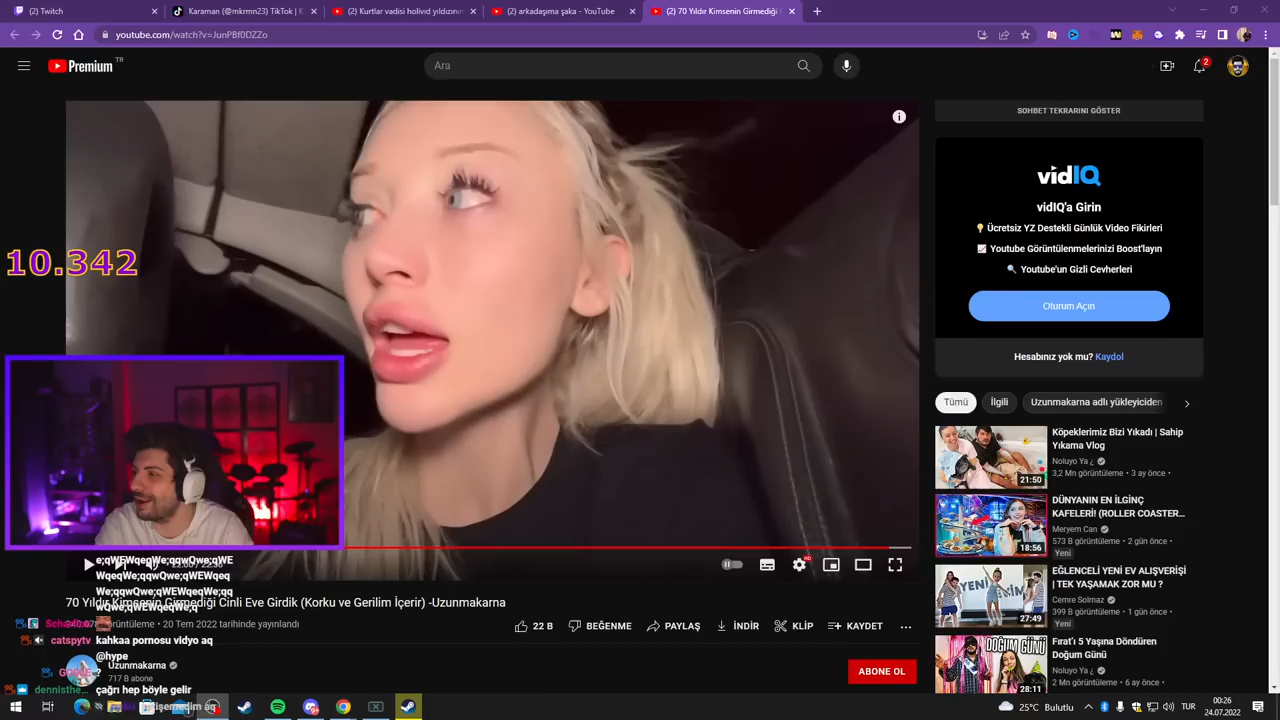 (2) Twitch
Karaman (@mkrmn23) TikTok | K
(2) Kurtlar vadisi holivid yıldızının
(2) arkadaşıma şaka - YouTube
(2) 70 Yıldır Kimsenin Girmediği
youtube.com/watch?v=JunPBf0DZZo
Premium TR
Ara
2
SOHBET TEKRARINI GÖSTER
vidIQ
vidIQ'a Girin
Ücretsiz YZ Destekli Günlük Video Fikirleri
Youtube Görüntülenmelerinizi Boost'layın
Youtube'un Gizli Cevherleri
Oturum Açın
Hesabınız yok mu? Kaydol
10.342
Tümü
İlgili
Uzunmakarna adlı yükleyiciden
Köpeklerimiz Bizi Yıkadı | Sahip
Yıkama Vlog
Noluyo Ya ¿
3,2 Mn görüntüleme • 3 ay önce •
21:50
DÜNYANIN EN İLGİNÇ
KAFELERİ! (ROLLER COASTER...
Meryem Can
573 B görüntüleme • 2 gün önce •
Yeni
18:56
EĞLENCELİ YENİ EV ALIŞVERİŞİ
| TEK YAŞAMAK ZOR MU ?
Cemre Solmaz
399 B görüntüleme • 1 gün önce •
Yeni
27:49
Fırat'ı 5 Yaşına Döndüren
Doğum Günü
Noluyo Ya ¿
2 Mn görüntüleme • 6 ay önce •
28:11
HD
e;qWEWqeqWe;qqwQwe;qWE
WqeqWe;qqwQwe;qWEWqeq
We;qqwQwe;qWEWqeqWe;qq
wQwe;qWEWqeqWe;q
70 Yıldır Kimsenin Girmediği Cinli Eve Girdik (Korku ve Gerilim İçerir) -Uzunmakarna
20 Tem 2022 tarihinde yayınlandı
22 B
BEĞENME
PAYLAŞ
İNDİR
KLİP
KAYDET
catspytv
kahkaa pornosu vidyo aq
@hype
Uzunmakarna
717 B abone
ABONE OL
çağrı hep böyle gelir
25°C Bulutlu
TUR
00:26
24.07.2022